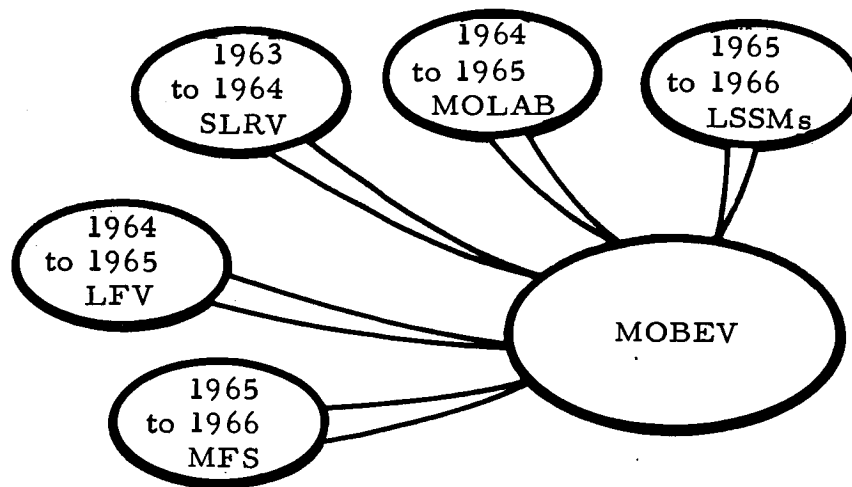 1963
to 1964
SLRV
1964
to 1965
MOLAB
1965
to 1966
LSSMs
1964
to 1965
LFV
MOBEV
1965
to 1966
MFS